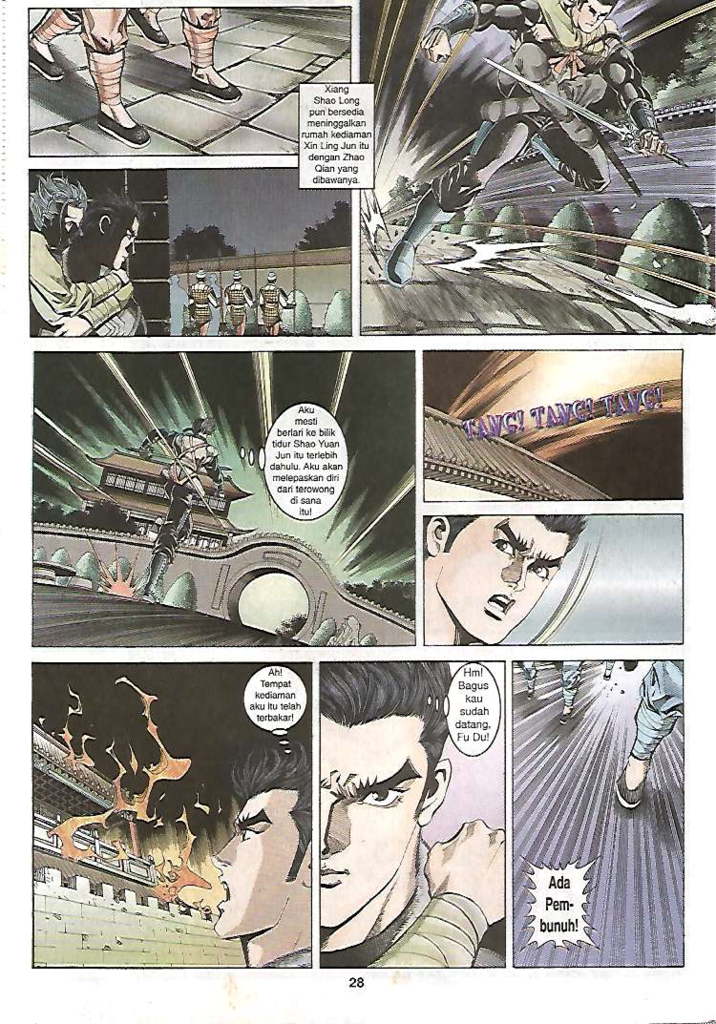 Xiang
Shao Long
pun bersedia
meninggalkan
rumah kediaman
Xin Ling Jun itu
dengan Zhao
Qian yang
dibawanya.
Aku
mesti
berlari ke bilik
tidur Shao Yuan
Jun itu terlebih
dahulu. Aku akan
melepaskan diri
dari terowong
di sana
itu!
TANG! TANG! TANG!
Ah!
Tempat
kediaman
aku itu telah
terbakar!
Hm!
Bagus
kau
sudah
datang,
Fu Du!
Ada
Pem-
bunuh!
28